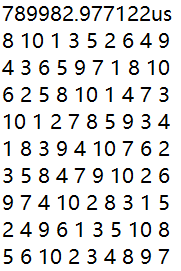 789982.977122us
8 10 1 3 5 2 6 4 9
4 3 6 5 9 7 1 8 10
6 2 5 8 10 1 4 7 3
10 1 2 7 8 5 9 3 4
1 8 3 9 4 10 7 6 2
3 5 8 4 7 9 10 2 6
9 7 4 10 2 8 3 1 5
2 4 9 6 1 3 5 10 8
5 6 10 2 3 4 8 9 7